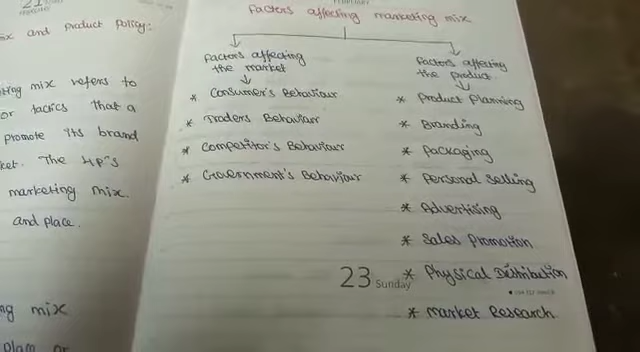 21
and Product Policy:
mix refers to
or tactics that a
promote its brand
The 4P's
marketing mix.
and place.
mix
plan or
Factors affecting marketing mix
Factors affecting
the market
* Consumer's Behaviour
* Traders Behaviour
* Competitor's Behaviour
* Government's Behaviour
Factors affecting
the product
* Product Planning
* Branding
* Packaging
* Personal Selling
* Advertising
* Sales Promotion
* Physical Distribution
* Market Research
23 Sunday